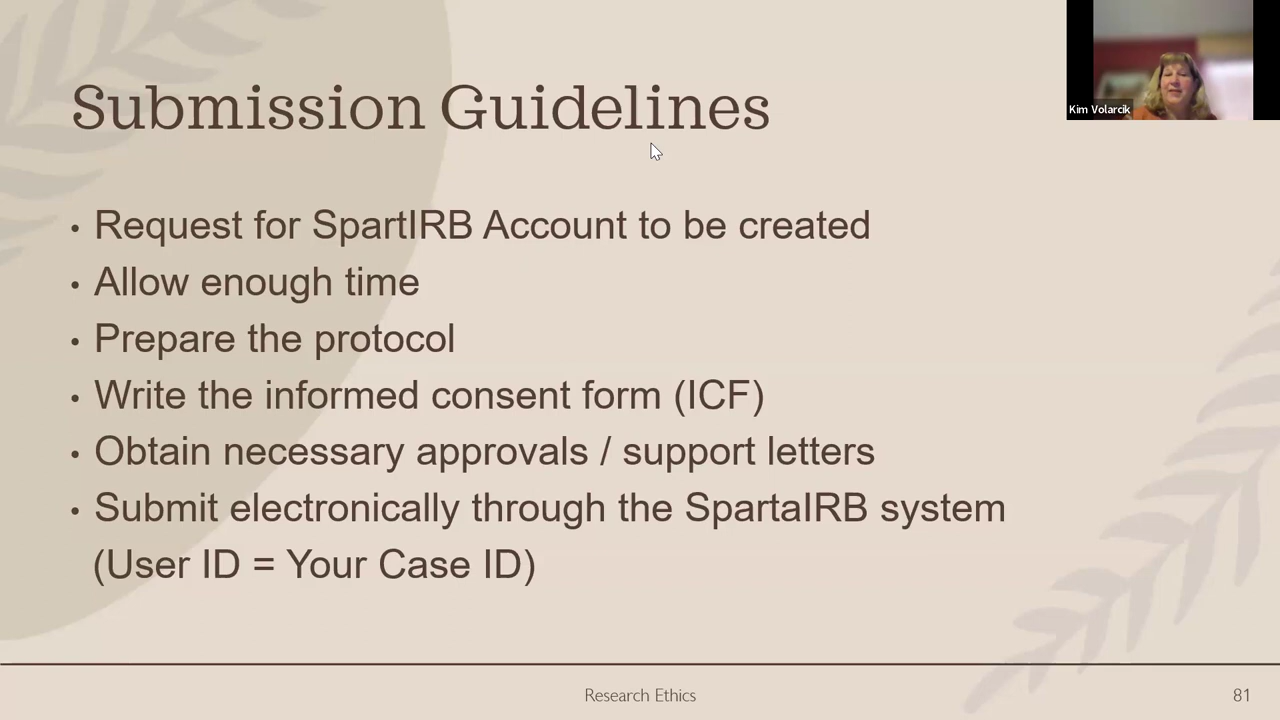 Submission Guidelines
Kim Volarcik
• Request for SpartIRB Account to be created
• Allow enough time
• Prepare the protocol
• Write the informed consent form (ICF)
• Obtain necessary approvals / support letters
• Submit electronically through the SpartaIRB system
(User ID = Your Case ID)
Research Ethics
81